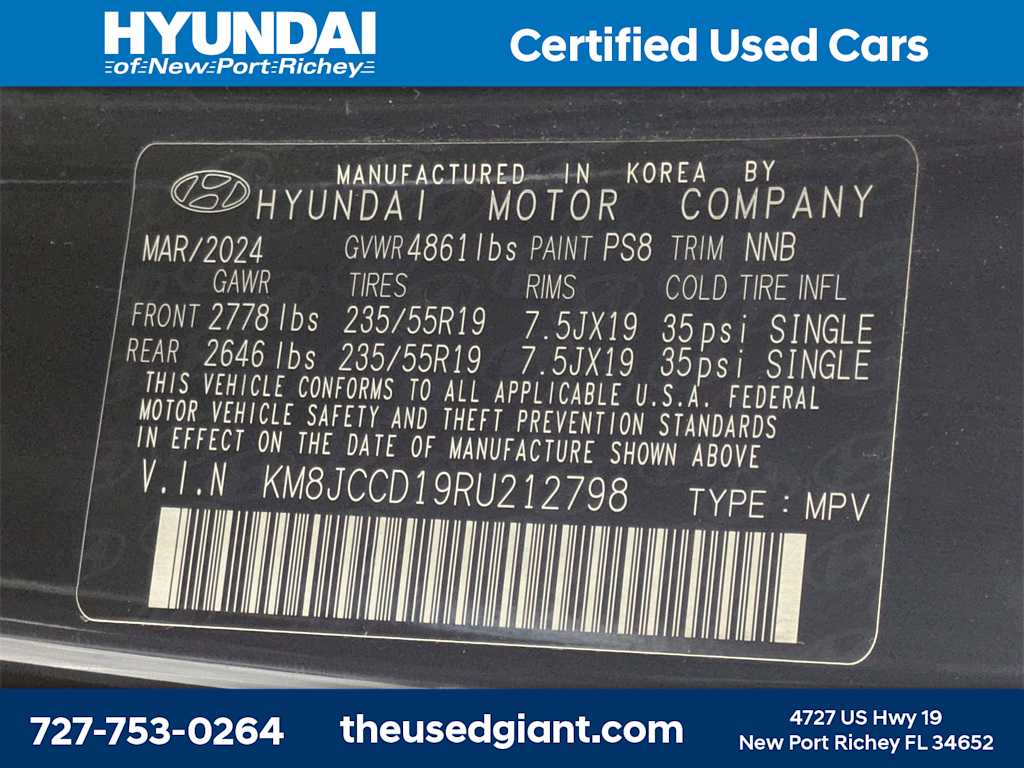 HYUNDAI
of New Port Richey
Certified Used Cars
MANUFACTURED IN KOREA BY
HYUNDAI MOTOR COMPANY
MAR/2024 GVWR 4861lbs PAINT PS8 TRIM NNB
GAWR TIRES RIMS COLD TIRE INFL
FRONT 2778 lbs 235/55R19 7.5JX19 35psi SINGLE
REAR 2646 lbs 235/55R19 7.5JX19 35psi SINGLE
THIS VEHICLE CONFORMS TO ALL APPLICABLE U.S.A. FEDERAL
MOTOR VEHICLE SAFETY AND THEFT PREVENTION STANDARDS
IN EFFECT ON THE DATE OF MANUFACTURE SHOWN ABOVE
V.I.N KM8JCCD19RU212798 TYPE : MPV
727-753-0264
theusedgiant.com
4727 US Hwy 19
New Port Richey FL 34652